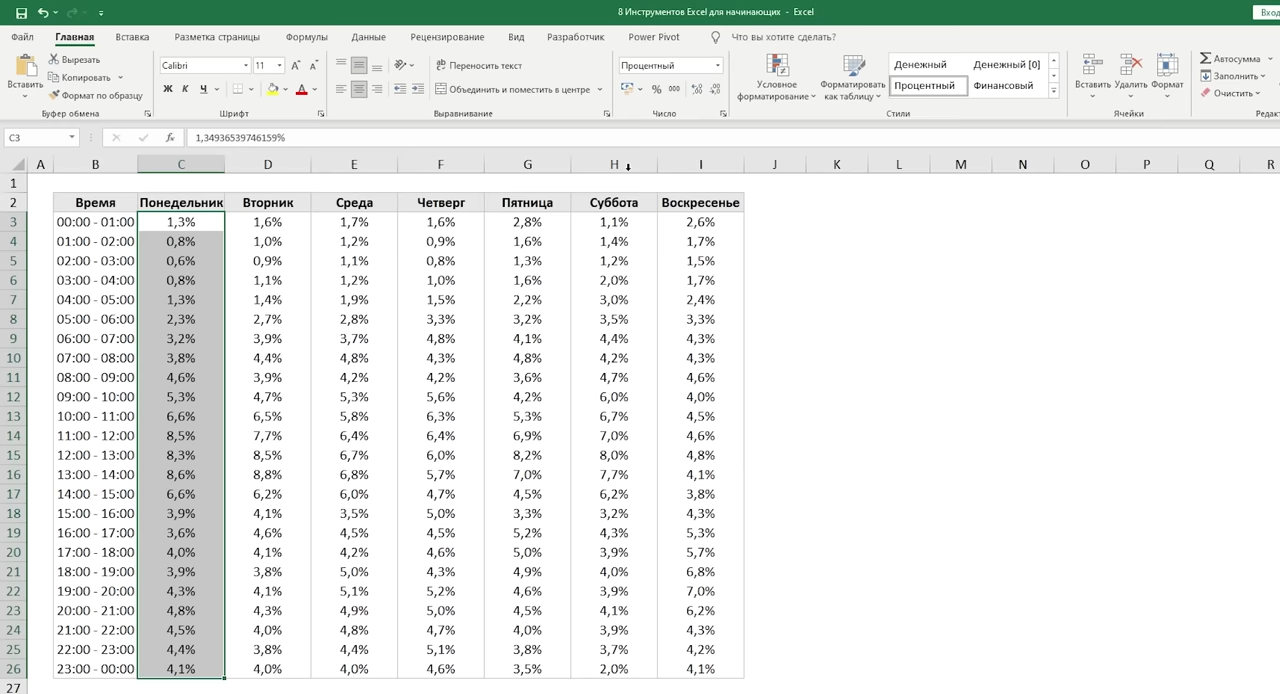 8 Инструментов Excel для начинающих - Excel
Вход
Файл Главная Вставка Разметка страницы Формулы Данные Рецензирование Вид Разработчик Power Pivot Что вы хотите сделать?
Вставить
Вырезать
Копировать
Формат по образцу
Буфер обмена
Calibri 11
Ж К Ч
Шрифт
Переносить текст
Объединить и поместить в центре
Выравнивание
Процентный
% 000
Число
Условное форматирование
Форматировать как таблицу
Денежный Денежный [0]
Процентный Финансовый
Стили
Вставить Удалить Формат
Ячейки
Автосумма
Заполнить
Очистить
Редакт
C3 fx 1,34936539746159%
A B C D E F G H I J K L M N O P Q R
1
2 Время Понедельник Вторник Среда Четверг Пятница Суббота Воскресенье
3 00:00 - 01:00 1,3% 1,6% 1,7% 1,6% 2,8% 1,1% 2,6%
4 01:00 - 02:00 0,8% 1,0% 1,2% 0,9% 1,6% 1,4% 1,7%
5 02:00 - 03:00 0,6% 0,9% 1,1% 0,8% 1,3% 1,2% 1,5%
6 03:00 - 04:00 0,8% 1,1% 1,2% 1,0% 1,6% 2,0% 1,7%
7 04:00 - 05:00 1,3% 1,4% 1,9% 1,5% 2,2% 3,0% 2,4%
8 05:00 - 06:00 2,3% 2,7% 2,8% 3,3% 3,2% 3,5% 3,3%
9 06:00 - 07:00 3,2% 3,9% 3,7% 4,8% 4,1% 4,4% 4,3%
10 07:00 - 08:00 3,8% 4,4% 4,8% 4,3% 4,8% 4,2% 4,3%
11 08:00 - 09:00 4,6% 3,9% 4,2% 4,2% 3,6% 4,7% 4,6%
12 09:00 - 10:00 5,3% 4,7% 5,3% 5,6% 4,2% 6,0% 4,0%
13 10:00 - 11:00 6,6% 6,5% 5,8% 6,3% 5,3% 6,7% 4,5%
14 11:00 - 12:00 8,5% 7,7% 6,4% 6,4% 6,9% 7,0% 4,6%
15 12:00 - 13:00 8,3% 8,5% 6,7% 6,0% 8,2% 8,0% 4,8%
16 13:00 - 14:00 8,6% 8,8% 6,8% 5,7% 7,0% 7,7% 4,1%
17 14:00 - 15:00 6,6% 6,2% 6,0% 4,7% 4,5% 6,2% 3,8%
18 15:00 - 16:00 3,9% 4,1% 3,5% 5,0% 3,3% 3,2% 4,3%
19 16:00 - 17:00 3,6% 4,6% 4,5% 4,5% 5,2% 4,3% 5,3%
20 17:00 - 18:00 4,0% 4,1% 4,2% 4,6% 5,0% 3,9% 5,7%
21 18:00 - 19:00 3,9% 3,8% 5,0% 4,3% 4,9% 4,0% 6,8%
22 19:00 - 20:00 4,3% 4,1% 5,1% 5,2% 4,6% 3,9% 7,0%
23 20:00 - 21:00 4,8% 4,3% 4,9% 5,0% 4,5% 4,1% 6,2%
24 21:00 - 22:00 4,5% 4,0% 4,8% 4,7% 4,0% 3,9% 4,3%
25 22:00 - 23:00 4,4% 3,8% 4,4% 5,1% 3,8% 3,7% 4,2%
26 23:00 - 00:00 4,1% 4,0% 4,0% 4,6% 3,5% 2,0% 4,1%
27